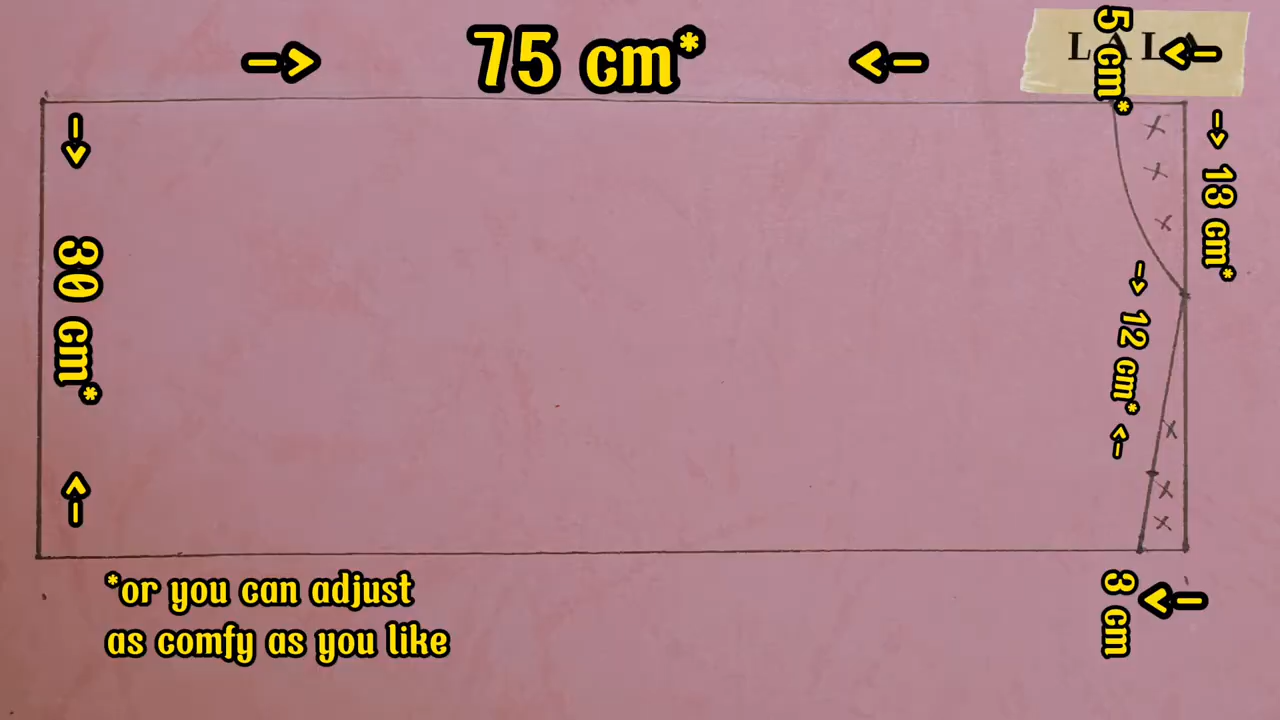 75 cm*
LALA
5 cm*
13 cm*
30 cm*
12 cm*
3 cm
*or you can adjust
as comfy as you like